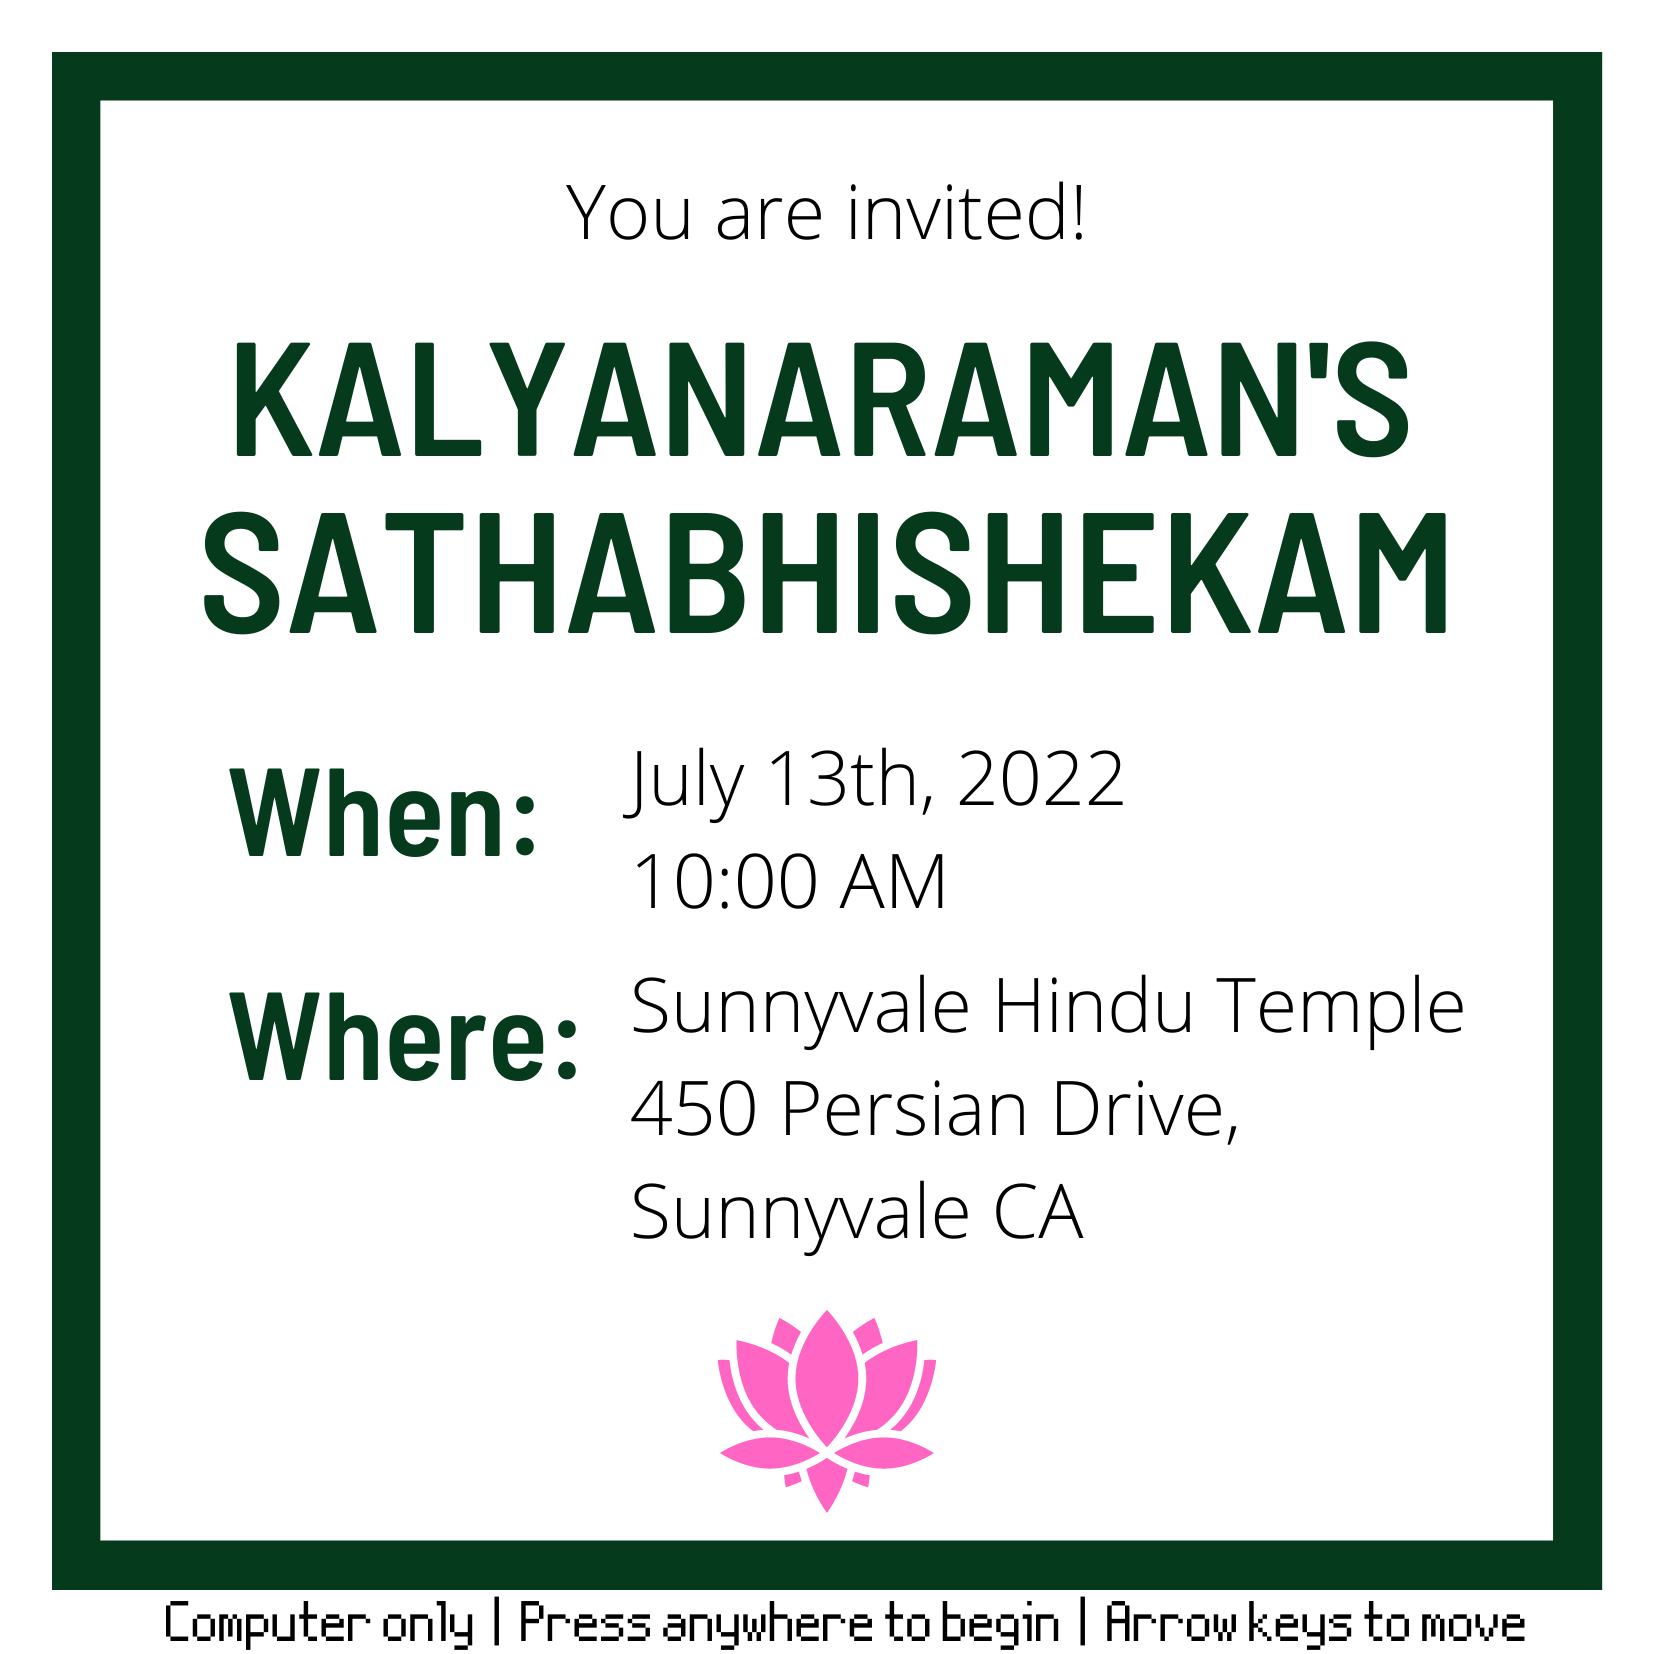 You are invited!
KALYANARAMAN'S
SATHABHISHEKAM
When:
July 13th, 2022
10:00 AM
Where:
Sunnyvale Hindu Temple
450 Persian Drive,
Sunnyvale CA
Computer only | Press anywhere to begin | Arrow keys to move